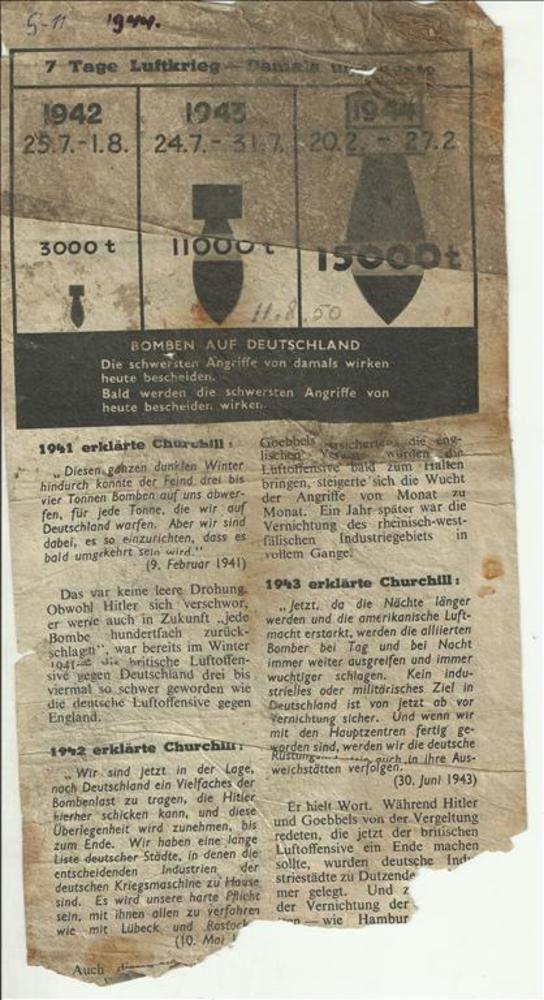 1944.
7 Tage Luftkrieg — Damals und heute
1942
25.7.-1.8.
3000 t
1943
24.7.- 31.7.
11000 t
1944
20.2. - 27.2
15000t
11.8.50
BOMBEN AUF DEUTSCHLAND
Die schwersten Angriffe von damals wirken
heute bescheiden.
Bald werden die schwersten Angriffe von
heute bescheiden wirken.
1941 erklärte Churchill :
„Diesen ganzen dunklen Winter
hindurch konnte der Feind drei bis
vier Tonnen Bomben auf uns abwer-
fen, für jede Tonne, die wir auf
Deutschland warfen. Aber wir sind
dabei, es so einzurichten, dass es
bald umgekehrt sein wird."
(9. Februar 1941)
Das war keine leere Drohung.
Obwohl Hitler sich verschwor,
er werde auch in Zukunft „jede
Bombe hundertfach zurück-
schlagen", war bereits im Winter
1941- die britische Luftoffen-
sive gegen Deutschland drei bis
viermal so schwer geworden wie
die deutsche Luftoffensive gegen
England.
1942 erklärte Churchill :
„Wir sind jetzt in der Lage,
nach Deutschland ein Vielfaches der
Bombenlast zu tragen, die Hitler
hierher schicken kann, und diese
Überlegenheit wird zunehmen, bis
zum Ende. Wir haben eine lange
Liste deutscher Städte, in denen die
entscheidenden Industrien der
deutschen Kriegsmaschine zu Hause
sind. Es wird unsere harte Pflicht
sein, mit ihnen allen zu verfahren
wie mit Lübeck und Rostock
(10. Mai 1
Auch
Goebbels versicherten, die eng-
lischen würden die
Luftoffensive bald zum Halten
bringen, steigerte sich die Wucht
der Angriffe von Monat zu
Monat. Ein Jahr später war die
Vernichtung des rheinisch-west-
fälischen Industriegebiets in
vollem Gange.
1943 erklärte Churchill :
„Jetzt, da die Nächte länger
werden und die amerikanische Luft-
macht erstarkt, werden die alliierten
Bomber bei Tag und bei Nacht
immer weiter ausgreifen und immer
wuchtiger schlagen. Kein indu-
strielles oder militärisches Ziel in
Deutschland ist von jetzt ab vor
Vernichtung sicher. Und wenn wir
mit den Hauptzentren fertig ge-
worden sind, werden wir die deutsche
auch in ihre Aus-
weichstätten verfolgen."
(30. Juni 1943)
Er hielt Wort. Während Hitler
und Goebbels von der Vergeltung
redeten, die jetzt der britischen
Luftoffensive ein Ende machen
sollte, wurden deutsche Indu-
striestädte zu Dutzende
mer gelegt. Und z
der Vernichtung der
— wie Hambur